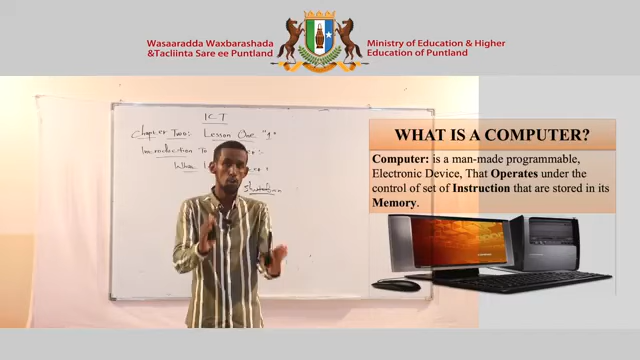 Wasaaradda Waxbarashada
&Tacliinta Sare ee Puntland
Ministry of Education & Higher
Education of Puntland
ICT
Chapter Two: Lesson One "1"
Introduction To
WHAT IS A COMPUTER?
Computer: is a man-made programmable,
Electronic Device, That Operates under the
control of set of Instruction that are stored in its
Memory.